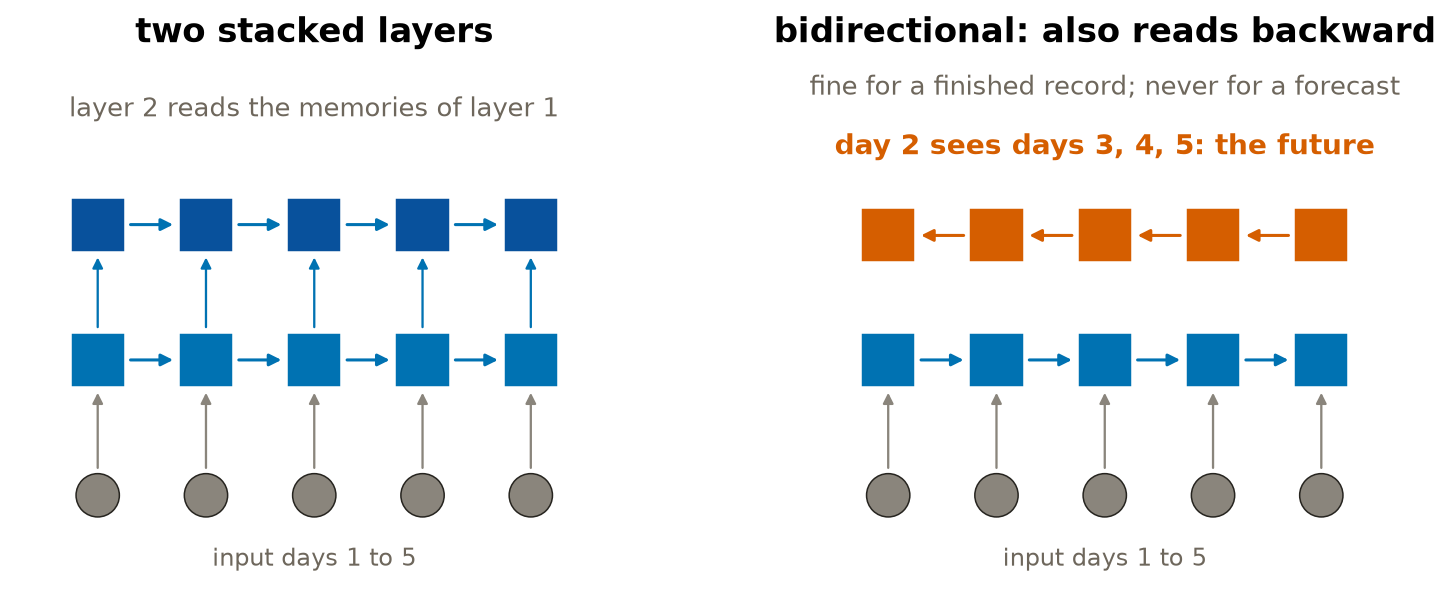 two stacked layers
layer 2 reads the memories of layer 1
input days 1 to 5
bidirectional: also reads backward
fine for a finished record; never for a forecast
day 2 sees days 3, 4, 5: the future
input days 1 to 5